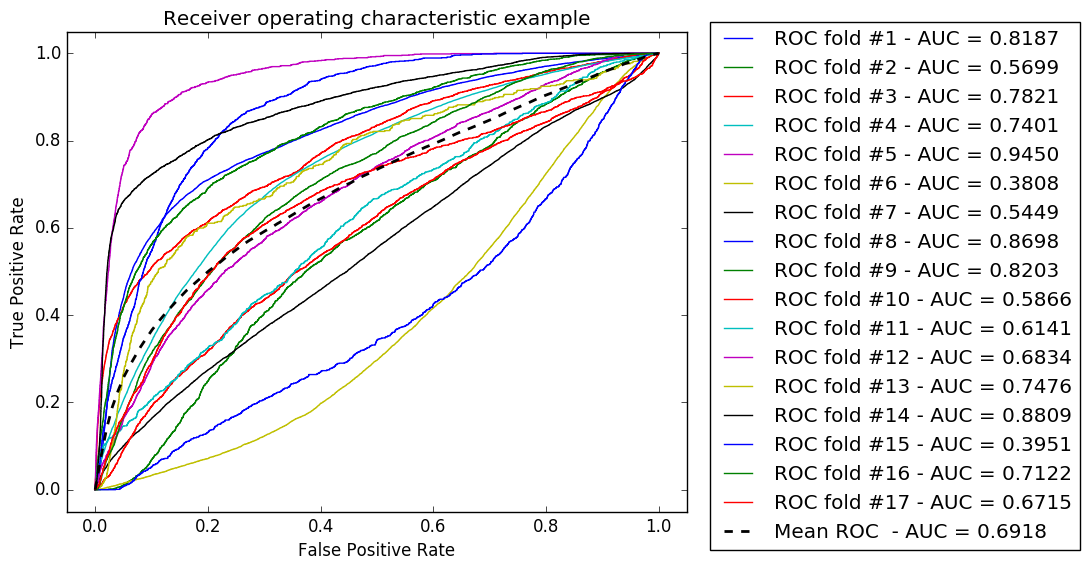 Receiver operating characteristic example
True Positive Rate
1.0
0.8
0.6
0.4
0.2
0.0
0.0 0.2 0.4 0.6 0.8 1.0
False Positive Rate
ROC fold #1 - AUC = 0.8187
ROC fold #2 - AUC = 0.5699
ROC fold #3 - AUC = 0.7821
ROC fold #4 - AUC = 0.7401
ROC fold #5 - AUC = 0.9450
ROC fold #6 - AUC = 0.3808
ROC fold #7 - AUC = 0.5449
ROC fold #8 - AUC = 0.8698
ROC fold #9 - AUC = 0.8203
ROC fold #10 - AUC = 0.5866
ROC fold #11 - AUC = 0.6141
ROC fold #12 - AUC = 0.6834
ROC fold #13 - AUC = 0.7476
ROC fold #14 - AUC = 0.8809
ROC fold #15 - AUC = 0.3951
ROC fold #16 - AUC = 0.7122
ROC fold #17 - AUC = 0.6715
Mean ROC  - AUC = 0.6918